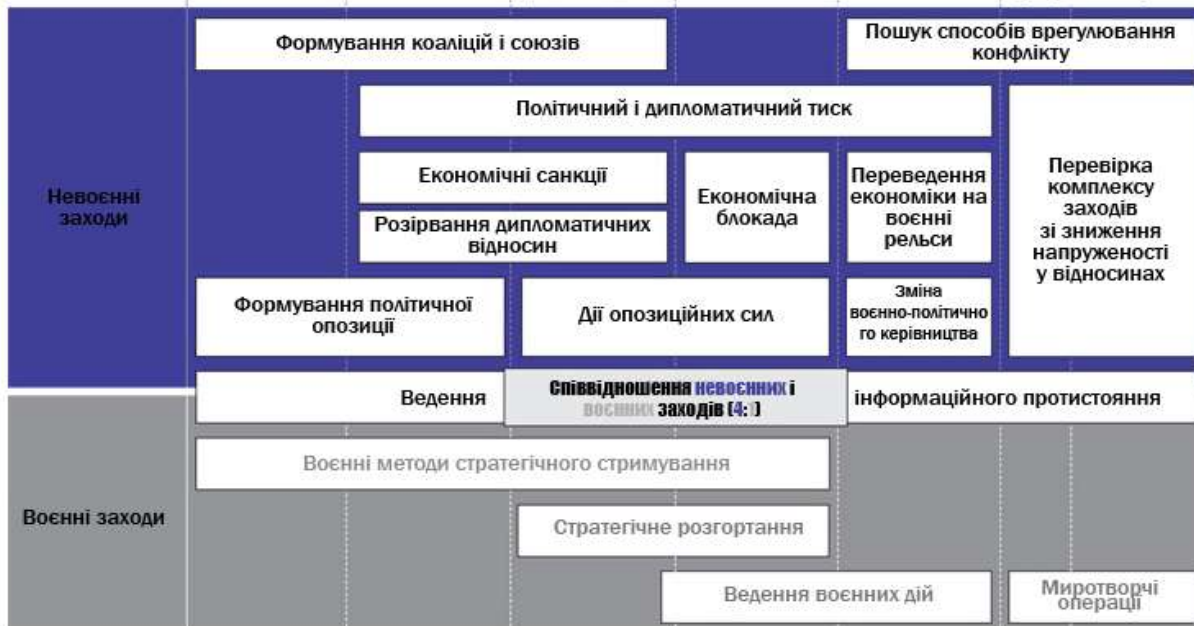 Формування коаліцій і союзів
Пошук способів врегулювання
конфлікту
Політичний і дипломатичний тиск
Невоєнні
заходи
Економічні санкції
Розірвання дипломатичних
відносин
Економічна
блокада
Переведення
економіки на
воєнні
рельси
Перевірка
комплексу
заходів
зі зниження
напруженості
у відносинах
Формування політичної
опозиції
Дії опозиційних сил
Зміна
воєнно-політично
го керівництва
Ведення
Співвідношення невоєнних і
воєнних заходів (4:1)
інформаційного протистояння
Воєнні заходи
Воєнні методи стратегічного стримування
Стратегічне розгортання
Ведення воєнних дій
Миротворчі
операції